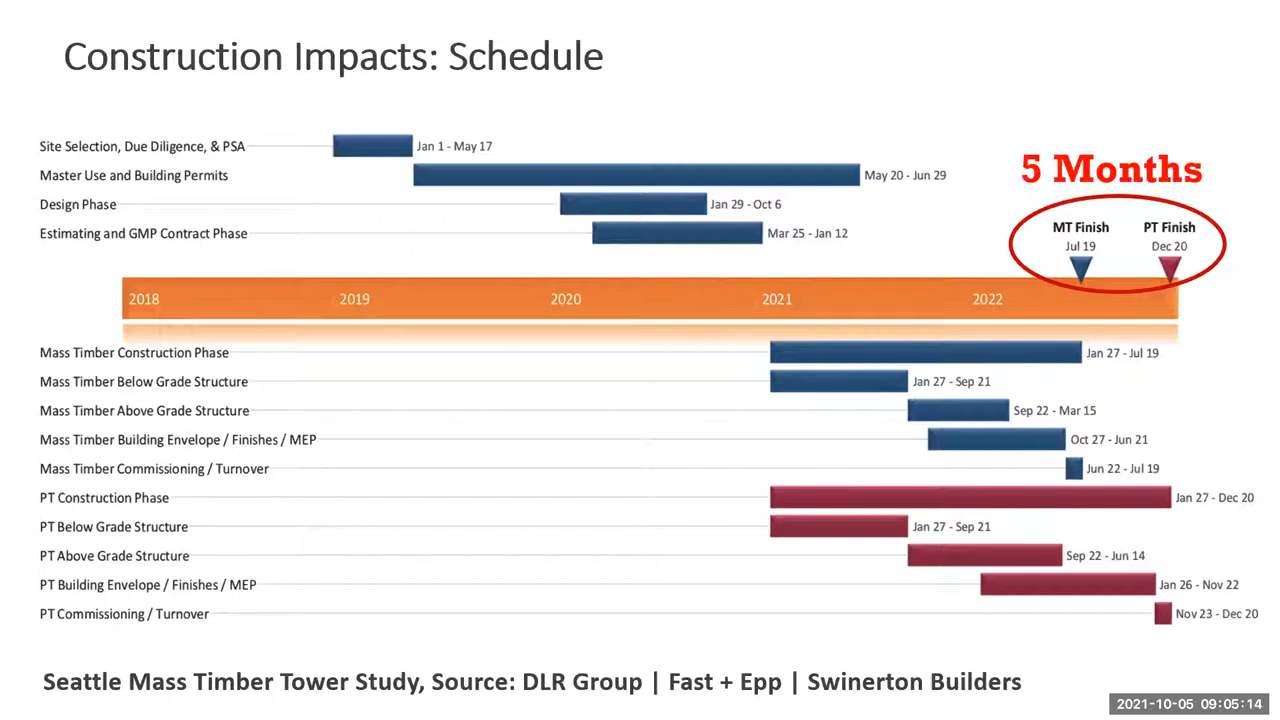 Construction Impacts: Schedule
Site Selection, Due Diligence, & PSA Jan 1 - May 17
Master Use and Building Permits May 20 - Jun 29
5 Months
Design Phase Jan 29 - Oct 6
Estimating and GMP Contract Phase Mar 25 - Jan 12
MT Finish PT Finish
Jul 19 Dec 20
2018 2019 2020 2021 2022
Mass Timber Construction Phase Jan 27 - Jul 19
Mass Timber Below Grade Structure Jan 27 - Sep 21
Mass Timber Above Grade Structure Sep 22 - Mar 15
Mass Timber Building Envelope / Finishes / MEP Oct 27 - Jun 21
Mass Timber Commissioning / Turnover Jun 22 - Jul 19
PT Construction Phase Jan 27 - Dec 20
PT Below Grade Structure Jan 27 - Sep 21
PT Above Grade Structure Sep 22 - Jun 14
PT Building Envelope / Finishes / MEP Jan 26 - Nov 22
PT Commissioning / Turnover Nov 23 - Dec 20
Seattle Mass Timber Tower Study, Source: DLR Group | Fast + Epp | Swinerton Builders
2021-10-05 09:05:14